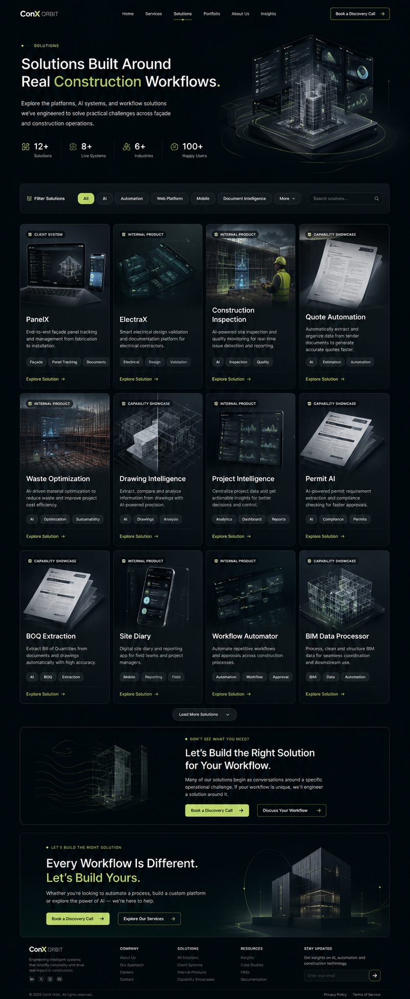 ConX ORBIT
Home
Services
Solutions
Portfolio
About Us
Insights
Book a Discovery Call →
SOLUTIONS
Solutions Built Around
Real Construction Workflows.
Explore the platforms, AI systems, and workflow solutions
we've engineered to solve practical challenges across façade
and construction operations.
12+
Solutions
8+
Live Systems
6+
Industries
100+
Happy Users
Filter Solutions
All
AI
Automation
Web Platform
Mobile
Document Intelligence
More
Search solutions...
CLIENT SYSTEM
PanelX
End-to-end façade panel tracking
and management from fabrication
to installation.
Façade
Panel Tracking
Documents
Explore Solution →
INTERNAL PRODUCT
ElectraX
Smart electrical design validation
and documentation platform for
electrical contractors.
Electrical
Design
Validation
Explore Solution →
INTERNAL PRODUCT
Construction
Inspection
AI-powered site inspection and
quality monitoring for real-time
issue detection and reporting.
AI
Inspection
Quality
Explore Solution →
CAPABILITY SHOWCASE
Quote Automation
Automatically extract and
organize data from tender
documents to generate
accurate quotes faster.
AI
Estimation
Automation
Explore Solution →
INTERNAL PRODUCT
Waste Optimization
AI-driven material optimization to
reduce waste and improve project
cost efficiency.
AI
Optimization
Sustainability
Explore Solution →
CAPABILITY SHOWCASE
Drawing Intelligence
Extract, compare and analyze
information from drawings with
AI-powered precision.
AI
Drawings
Analysis
Explore Solution →
INTERNAL PRODUCT
Project Intelligence
Centralize project data and get
actionable insights for better
decisions and control.
Analytics
Dashboard
Reports
Explore Solution →
CAPABILITY SHOWCASE
Permit AI
AI-powered permit requirement
extraction and compliance
checking for faster approvals.
AI
Compliance
Permits
Explore Solution →
CAPABILITY SHOWCASE
BOQ Extraction
Extract Bill of Quantities from
documents and drawings
automatically with high accuracy.
AI
BOQ
Extraction
Explore Solution →
INTERNAL PRODUCT
Site Diary
Digital site diary and reporting
app for field teams and project
managers.
Mobile
Reporting
Field
Explore Solution →
INTERNAL PRODUCT
Workflow Automator
Automate repetitive workflows
and approvals across construction
processes.
Automation
Workflow
Approval
Explore Solution →
CAPABILITY SHOWCASE
BIM Data Processor
Process, clean and structure BIM
data for seamless coordination
and downstream use.
BIM
Data
Automation
Explore Solution →
Load More Solutions
DON'T SEE WHAT YOU NEED?
Let's Build the Right Solution
for Your Workflow.
Many of our solutions begin as conversations around a specific
operational challenge. If your workflow is unique, we'll engineer
a solution around it.
Book a Discovery Call →
Discuss Your Workflow →
LET'S BUILD THE RIGHT SOLUTION
Every Workflow Is Different.
Let's Build Yours.
Whether you're looking to automate a process, build a custom platform
or explore the power of AI — we're here to help.
Book a Discovery Call →
Explore Our Services →
ConX ORBIT
Engineering intelligent systems
that simplify complexity and drive
real impact in construction.
COMPANY
About Us
Our Approach
Careers
Contact
SOLUTIONS
All Solutions
Client Systems
Internal Products
Capability Showcases
RESOURCES
Insights
Case Studies
FAQs
Documentation
STAY UPDATED
Get insights on AI, automation and
construction technology.
Enter your email
© 2025 ConX Orbit. All rights reserved.
Privacy Policy
Terms of Service